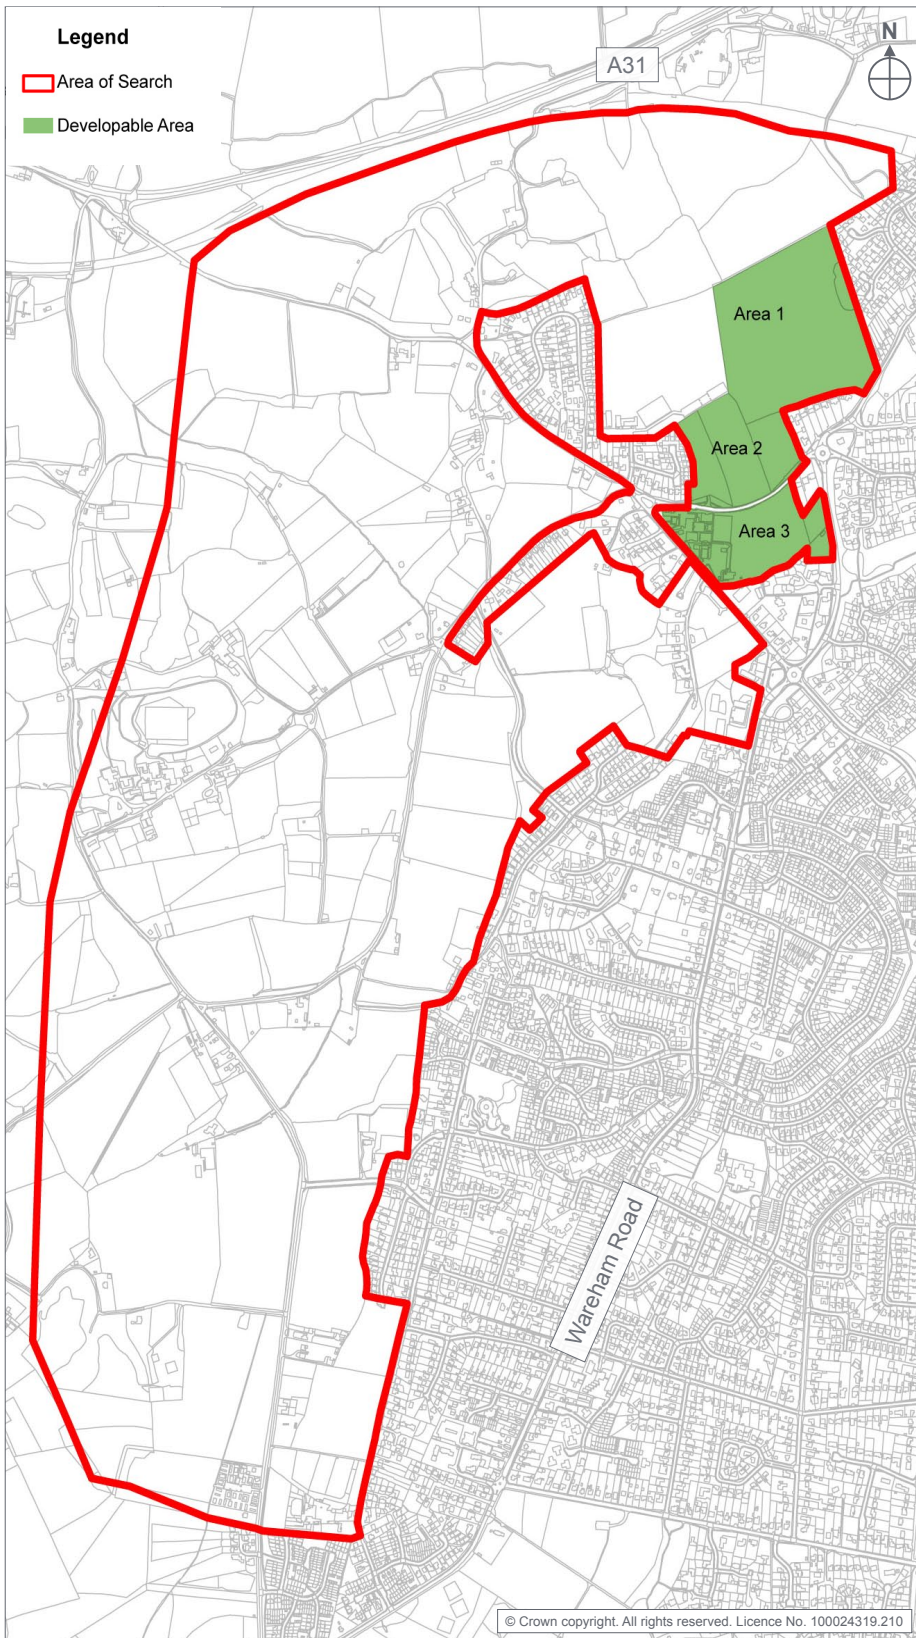 Legend
Area of Search
Developable Area
A31
N
Area 1
Area 2
Area 3
Wareham Road
© Crown copyright. All rights reserved. Licence No. 100024319.210